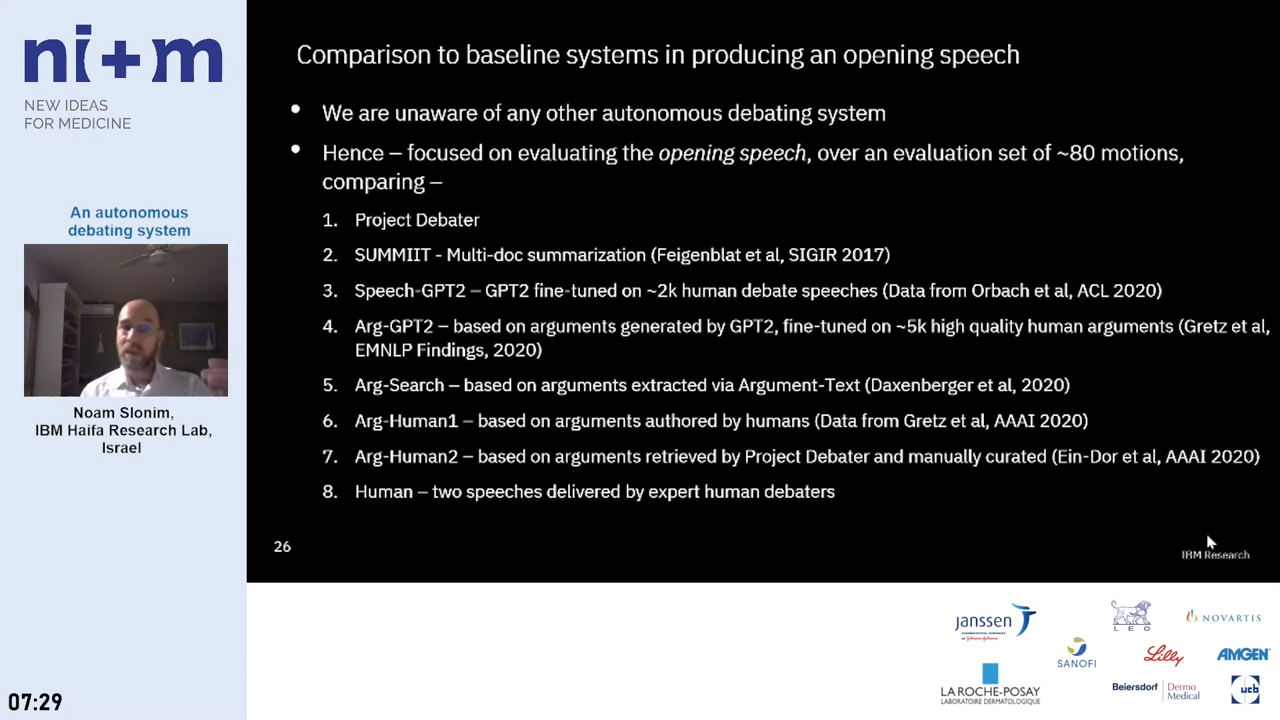 ni+m
NEW IDEAS
FOR MEDICINE
An autonomous
debating system
Noam Slonim,
IBM Haifa Research Lab,
Israel
07:29
Comparison to baseline systems in producing an opening speech
• We are unaware of any other autonomous debating system
• Hence – focused on evaluating the opening speech, over an evaluation set of ~80 motions,
comparing –
1. Project Debater
2. SUMMIIT - Multi-doc summarization (Feigenblat et al, SIGIR 2017)
3. Speech-GPT2 – GPT2 fine-tuned on ~2k human debate speeches (Data from Orbach et al, ACL 2020)
4. Arg-GPT2 – based on arguments generated by GPT2, fine-tuned on ~5k high quality human arguments (Gretz et al,
EMNLP Findings, 2020)
5. Arg-Search – based on arguments extracted via Argument-Text (Daxenberger et al, 2020)
6. Arg-Human1 – based on arguments authored by humans (Data from Gretz et al, AAAI 2020)
7. Arg-Human2 – based on arguments retrieved by Project Debater and manually curated (Ein-Dor et al, AAAI 2020)
8. Human – two speeches delivered by expert human debaters
26
IBM Research
janssen
LEO
NOVARTIS
SANOFI
Lilly
AMGEN
LA ROCHE-POSAY
LABORATOIRE DERMATOLOGIQUE
Beiersdorf Dermo
Medical
ucb